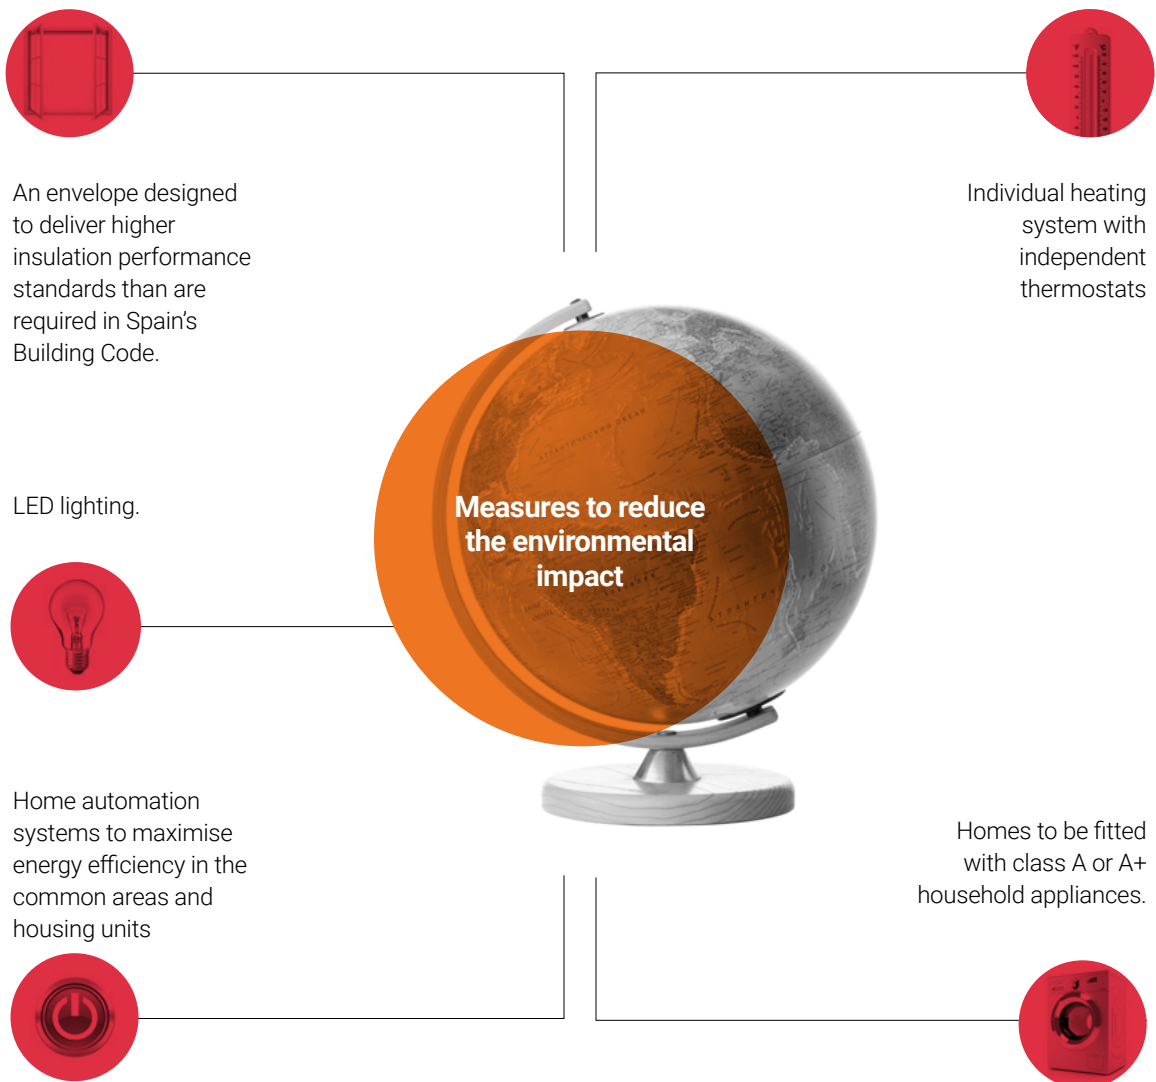 An envelope designed
to deliver higher
insulation performance
standards than are
required in Spain’s
Building Code.
Individual heating
system with
independent
thermostats
LED lighting.
АТЛАНТИЧЕСКИЙ ОКЕАН
Measures to reduce
the environmental
impact
Home automation
systems to maximise
energy efficiency in the
common areas and
housing units
Homes to be fitted
with class A or A+
household appliances.